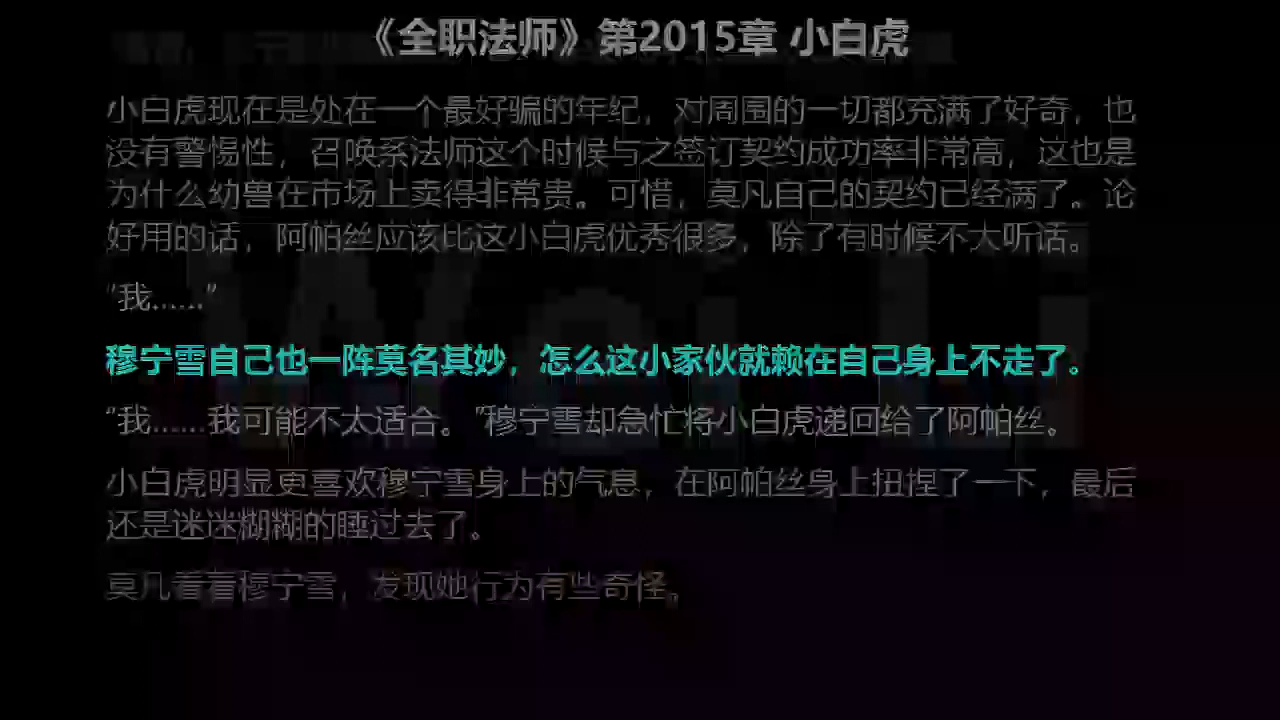 《全职法师》第2015章 小白虎
小白虎现在是处在一个最好骗的年纪，对周围的一切都充满了好奇，也
没有警惕性，召唤系法师这个时候与之签订契约成功率非常高，这也是
为什么幼兽在市场上卖得非常贵。可惜，莫凡自己的契约已经满了。论
好用的话，阿帕丝应该比这小白虎优秀很多，除了有时候不大听话。
“我……”
穆宁雪自己也一阵莫名其妙，怎么这小家伙就赖在自己身上不走了。
“我……我可能不太适合。”穆宁雪却急忙将小白虎递回给了阿帕丝。
小白虎明显更喜欢穆宁雪身上的气息，在阿帕丝身上扭捏了一下，最后
还是迷迷糊糊的睡过去了。
莫凡看着穆宁雪，发现她行为有些奇怪。